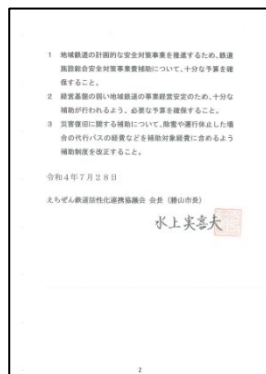 1 地域鉄道の計画的な安全対策事業を推進するため、鉄道
施設総合安全対策事業費補助について、十分な予算を確
保すること。
2 経営基盤の弱い地域鉄道の事業経営安定のため、十分な
補助が行われるよう、必要な予算を確保すること。
3 災害復旧に関する補助について、除雪や運行休止した場
合の代行バスの経費などを補助対象経費に含めるよう
補助制度を改正すること。
令和4年7月28日
えちぜん鉄道活性化連携協議会 会長（勝山市長）
水上実喜夫
2